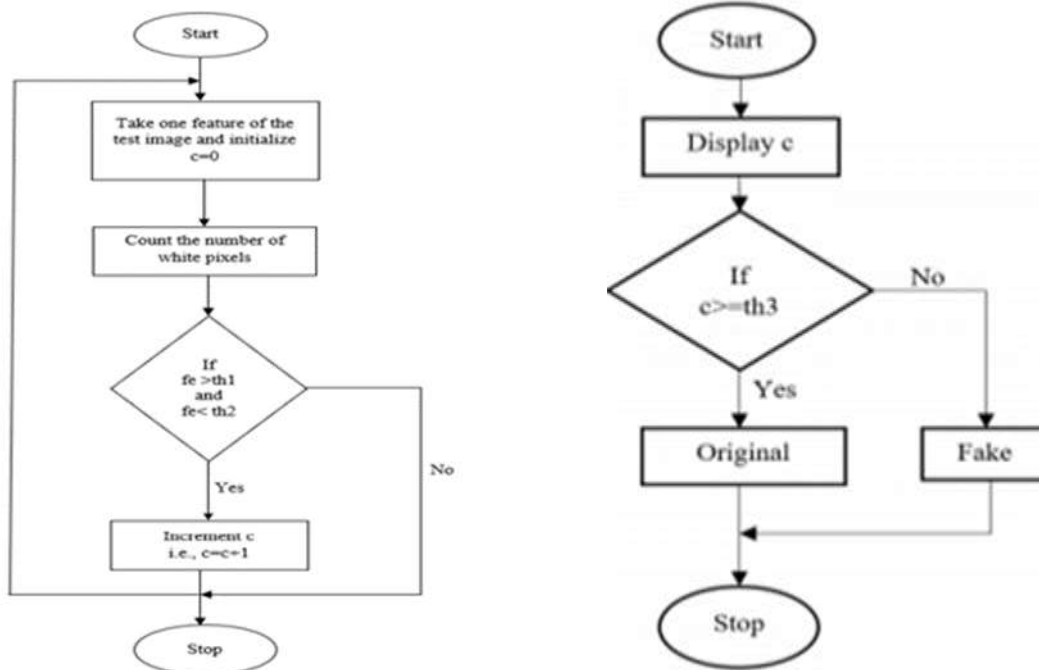 Start
Take one feature of the
test image and initialize
c=0
Count the number of
white pixels
If
fe >th1
and
fe< th2
No
Yes
Increment c
i.e., c=c+1
Stop
Start
Display c
If
c>=th3
No
Yes
Original
Fake
Stop